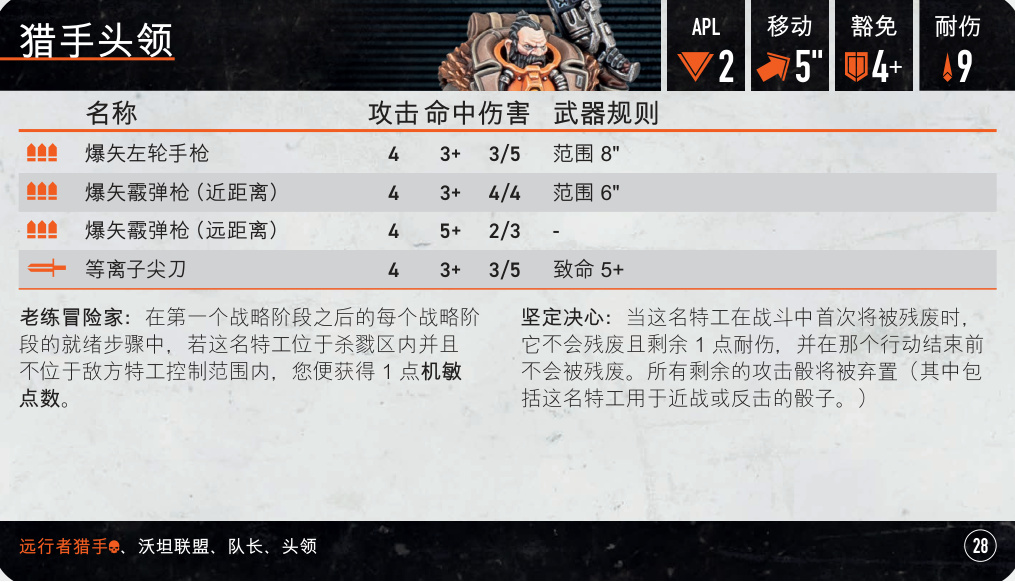 猎手头领
APL 移动 豁免 耐伤
2 5" 4+ 9
名称 攻击 命中 伤害 武器规则
爆矢左轮手枪 4 3+ 3/5 范围 8"
爆矢霰弹枪（近距离） 4 3+ 4/4 范围 6"
爆矢霰弹枪（远距离） 4 5+ 2/3 -
等离子尖刀 4 3+ 3/5 致命 5+
老练冒险家：在第一个战略阶段之后的每个战略阶
段的就绪步骤中，若这名特工位于杀戮区内并且
不位于敌方特工控制范围内，您便获得 1 点机敏
点数。
坚定决心：当这名特工在战斗中首次将被残废时，
它不会残废且剩余 1 点耐伤，并在那个行动结束前
不会被残废。所有剩余的攻击骰将被弃置（其中包
括这名特工用于近战或反击的骰子。）
远行者猎手、沃坦联盟、队长、头领
28